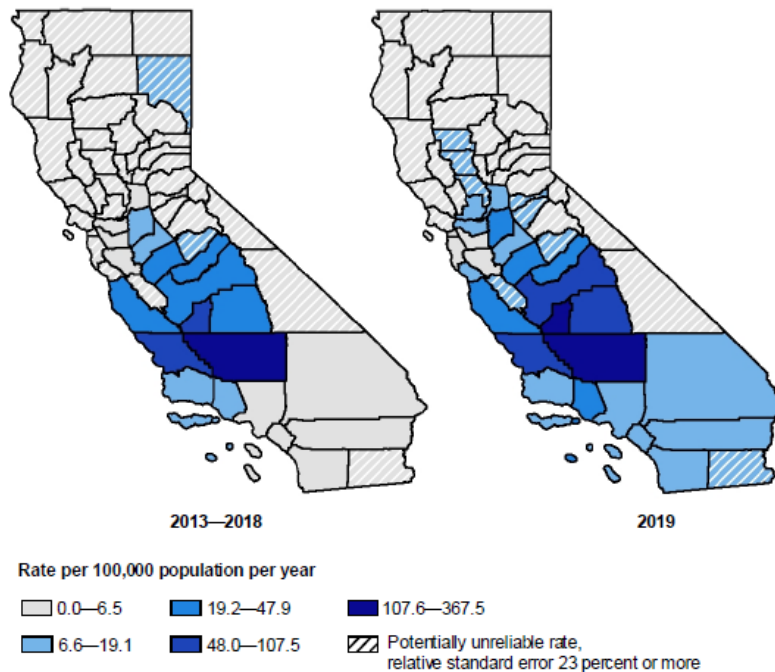 2013—2018
2019
Rate per 100,000 population per year
0.0—6.5
19.2—47.9
107.6—367.5
6.6—19.1
48.0—107.5
Potentially unreliable rate,
relative standard error 23 percent or more